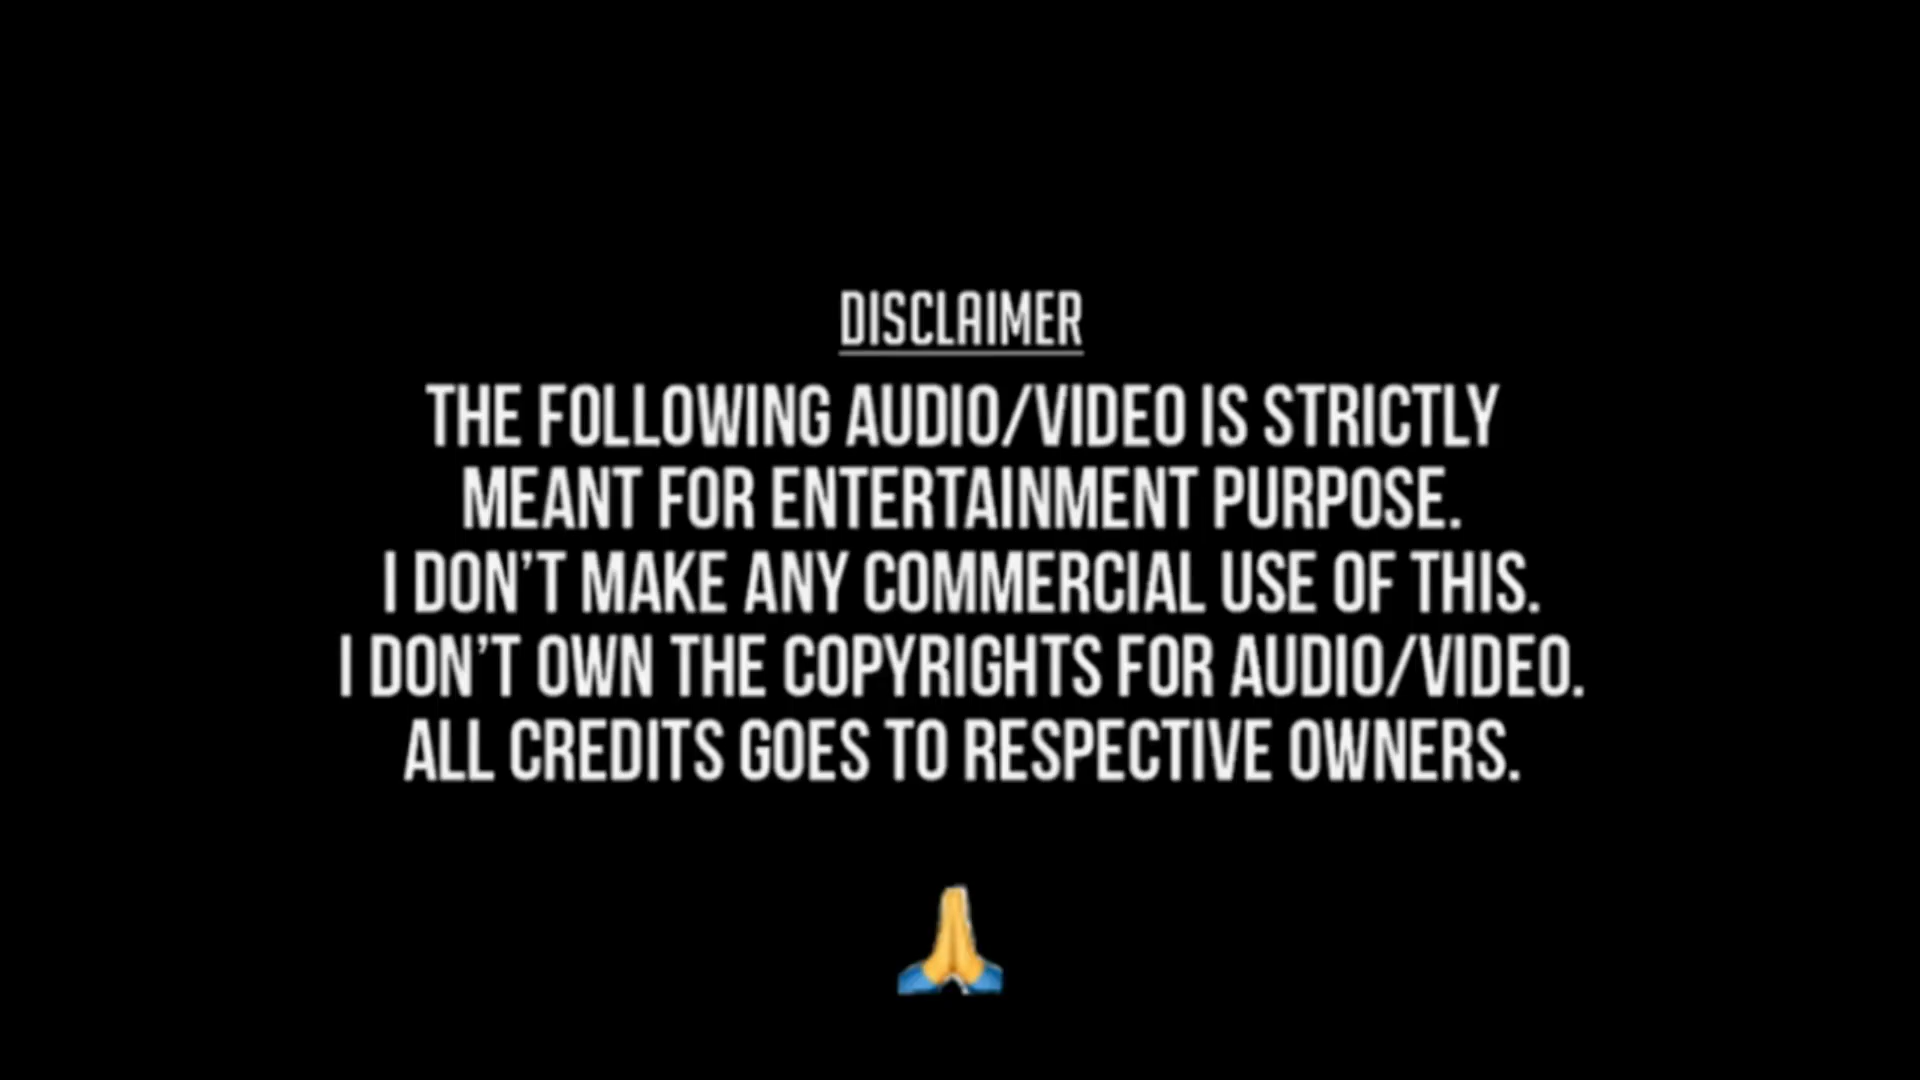 DISCLAIMER
THE FOLLOWING AUDIO/VIDEO IS STRICTLY
MEANT FOR ENTERTAINMENT PURPOSE.
I DON’T MAKE ANY COMMERCIAL USE OF THIS.
I DON’T OWN THE COPYRIGHTS FOR AUDIO/VIDEO.
ALL CREDITS GOES TO RESPECTIVE OWNERS.